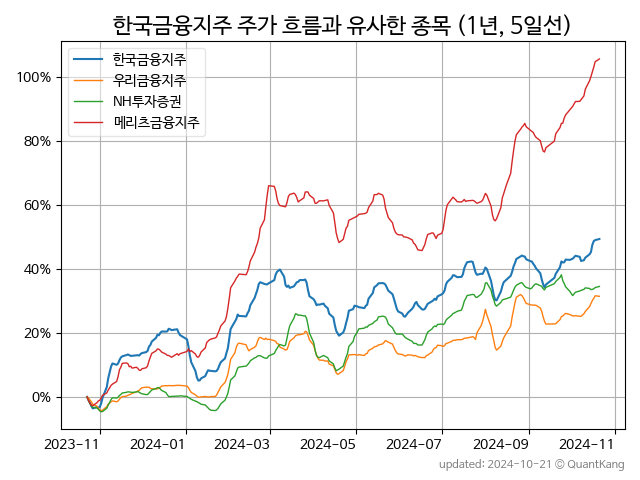 한국금융지주 주가 흐름과 유사한 종목 (1년, 5일선)
한국금융지주
우리금융지주
NH투자증권
메리츠금융지주
100%
80%
60%
40%
20%
0%
2023-11 2024-01 2024-03 2024-05 2024-07 2024-09 2024-11
updated: 2024-10-21 © QuantKang